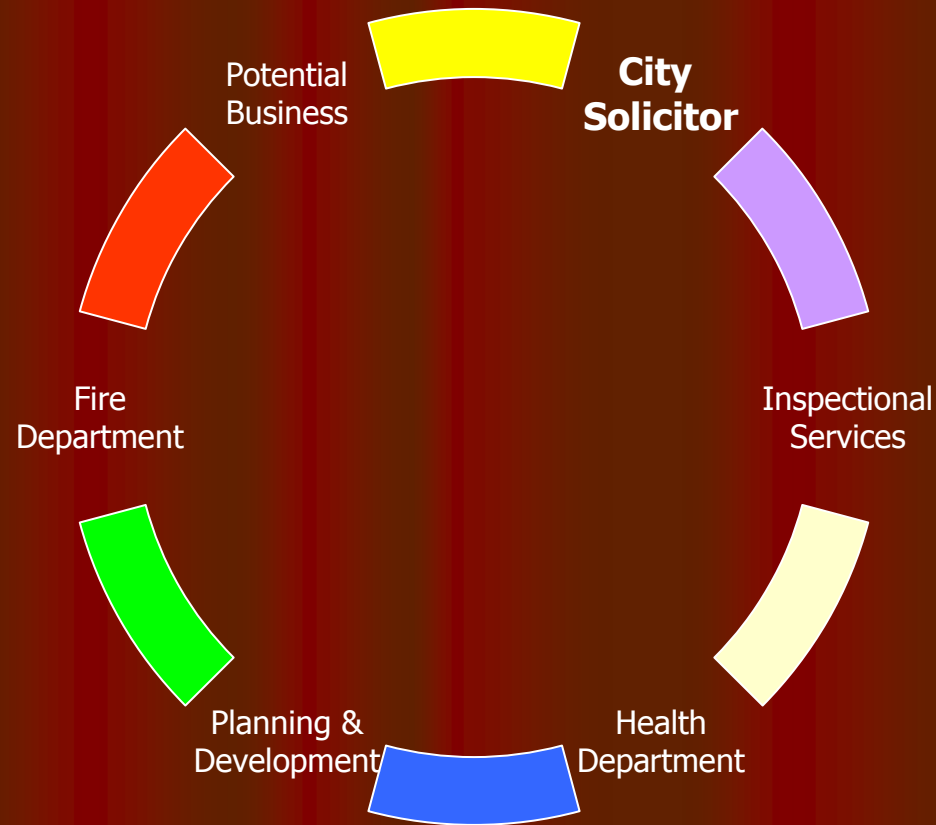 Potential
Business
City
Solicitor
Fire
Department
Inspectional
Services
Planning &
Development
Health
Department